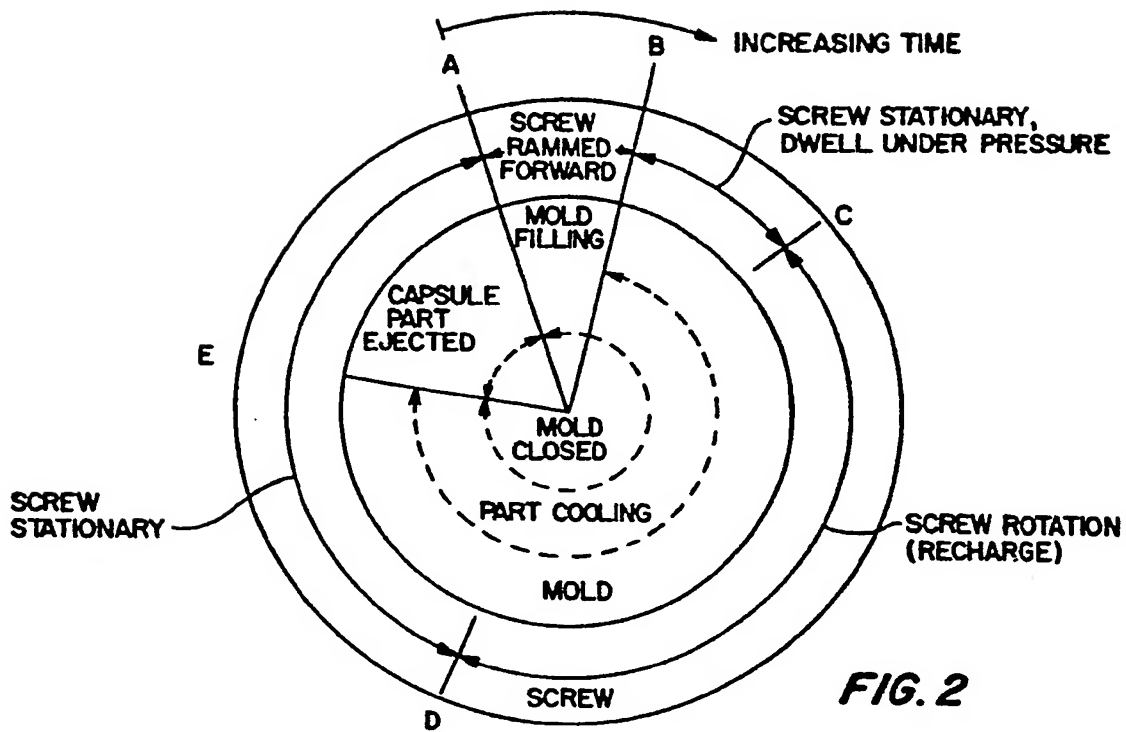 INCREASING TIME
A
B
SCREW
RAMMED
FORWARD
SCREW STATIONARY,
DWELL UNDER PRESSURE
C
MOLD
FILLING
CAPSULE
PART
EJECTED
E
MOLD
CLOSED
SCREW
STATIONARY
PART COOLING
SCREW ROTATION
(RECHARGE)
MOLD
SCREW
D
FIG. 2